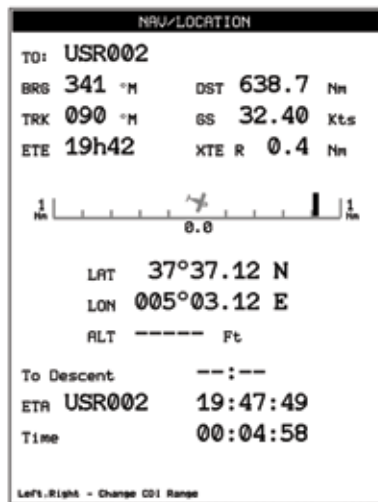 NAV/LOCATION
TO: USR002
BRG 341 °M DST 638.7 Nm
TRK 090 °M GS 32.40 Kts
ETE 19h42 XTE R 0.4 Nm
1 Nm 1 Nm
0.0
LAT 37°37.12 N
LON 005°03.12 E
ALT ----- Ft
To Descent --:--
ETA USR002 19:47:49
Time 00:04:58
Left.Right - Change CDI Range